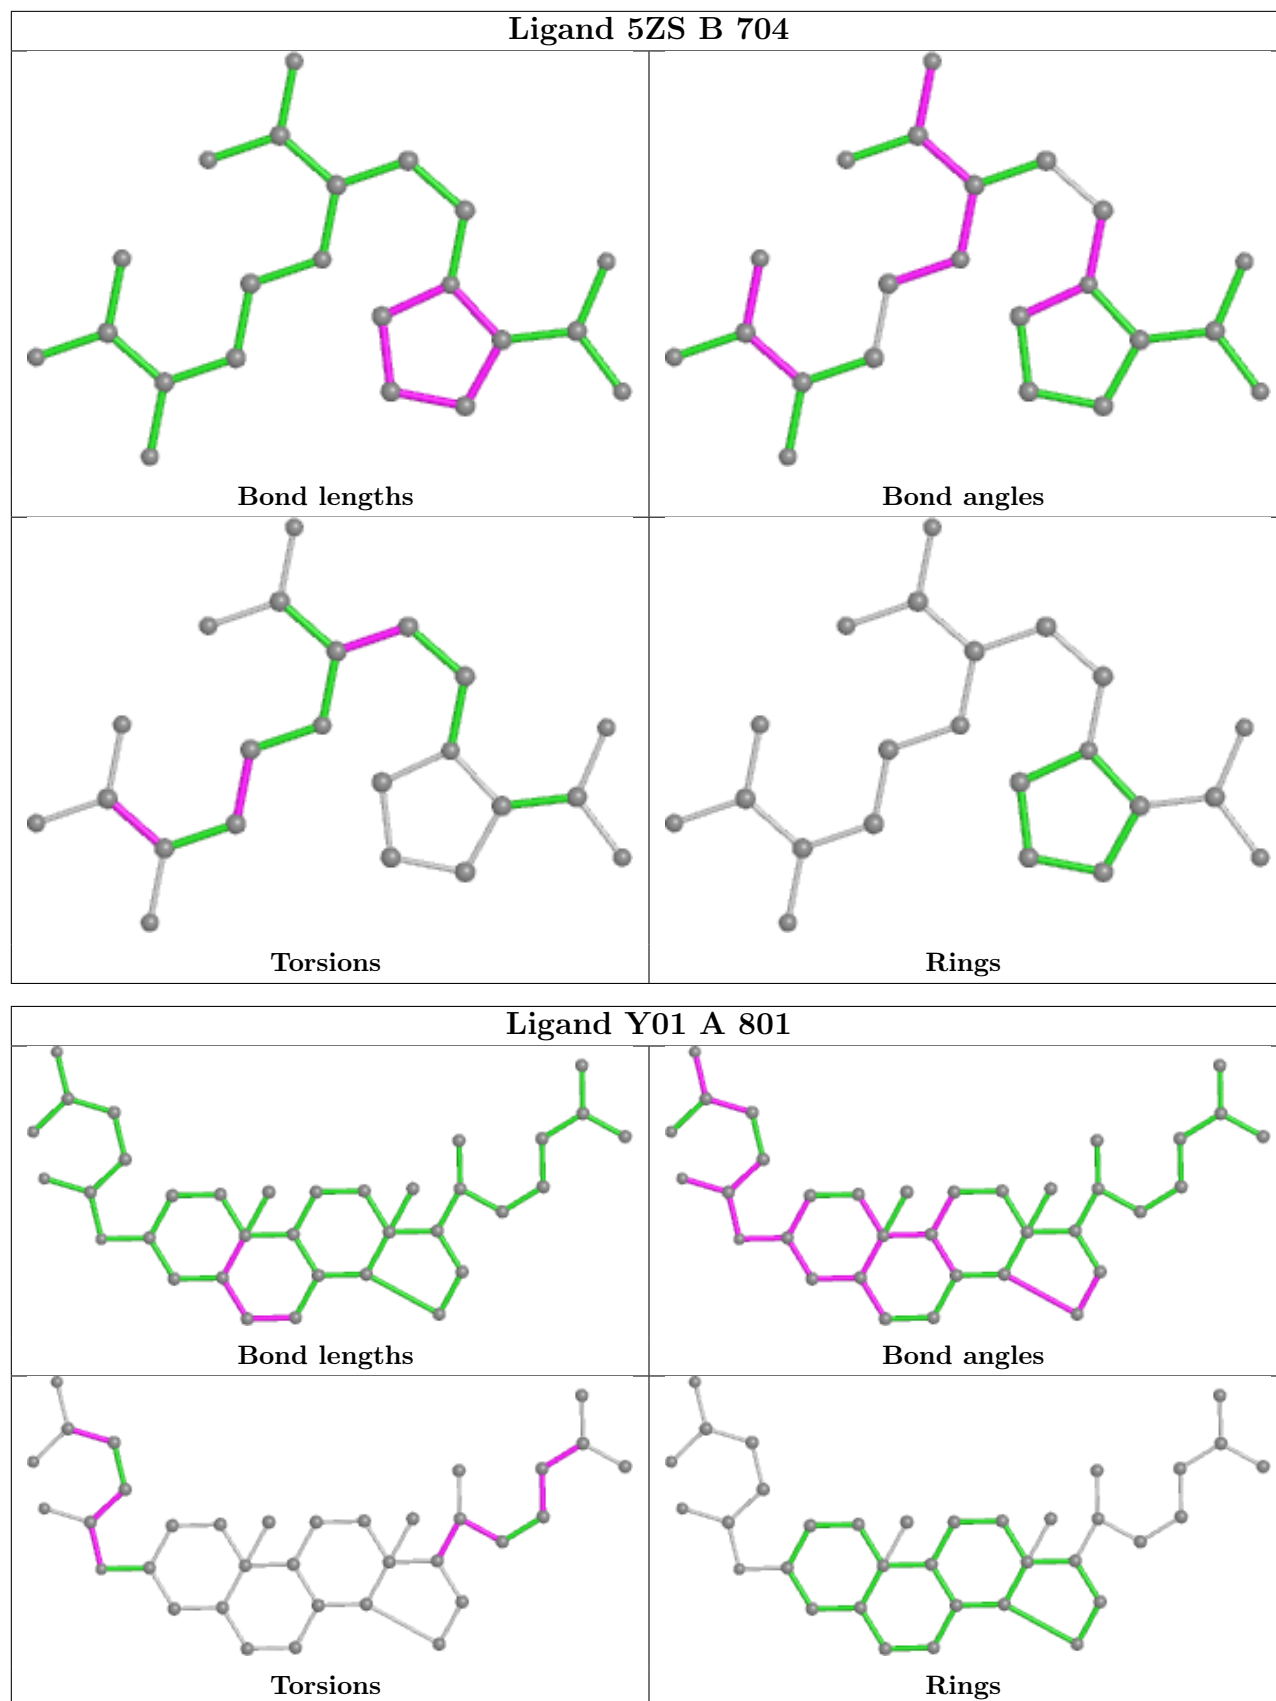 Ligand 5ZS B 704
Bond lengths
Bond angles
Torsions
Rings
Ligand Y01 A 801
Bond lengths
Bond angles
Torsions
Rings